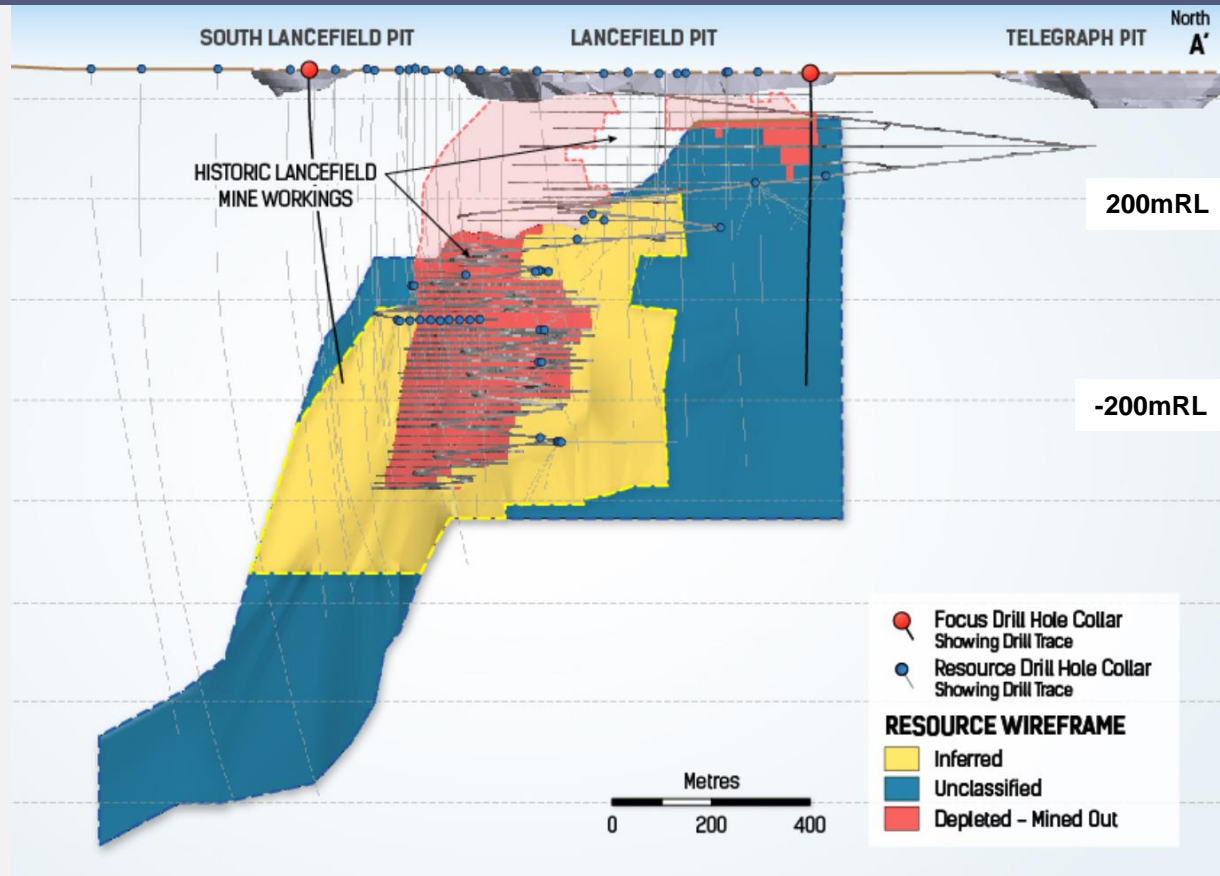 North
SOUTH LANCEFIELD PIT
LANCEFIELD PIT
TELEGRAPH PIT
A'
HISTORIC LANCEFIELD
MINE WORKINGS
200mRL
-200mRL
Focus Drill Hole Collar
Showing Drill Trace
Resource Drill Hole Collar
Showing Drill Trace
RESOURCE WIREFRAME
Inferred
Unclassified
Depleted – Mined Out
Metres
0 200 400